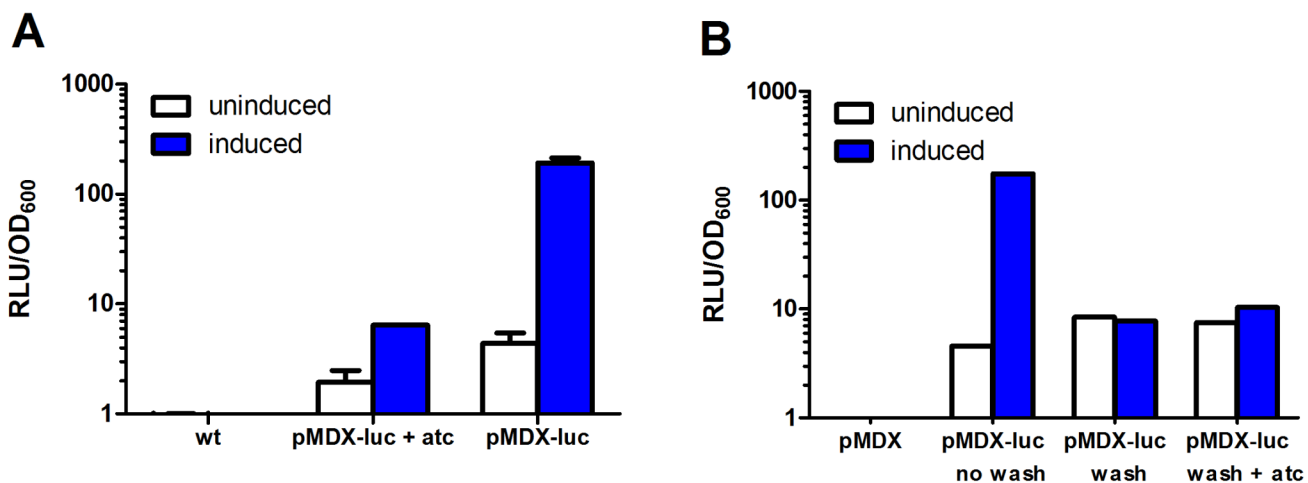 A
1000
100
10
1
RLU/OD600
uninduced
induced
wt
pMDX-luc + atc
pMDX-luc
B
1000
100
10
1
RLU/OD600
uninduced
induced
pMDX
pMDX-luc
no wash
pMDX-luc
wash
pMDX-luc
wash + atc